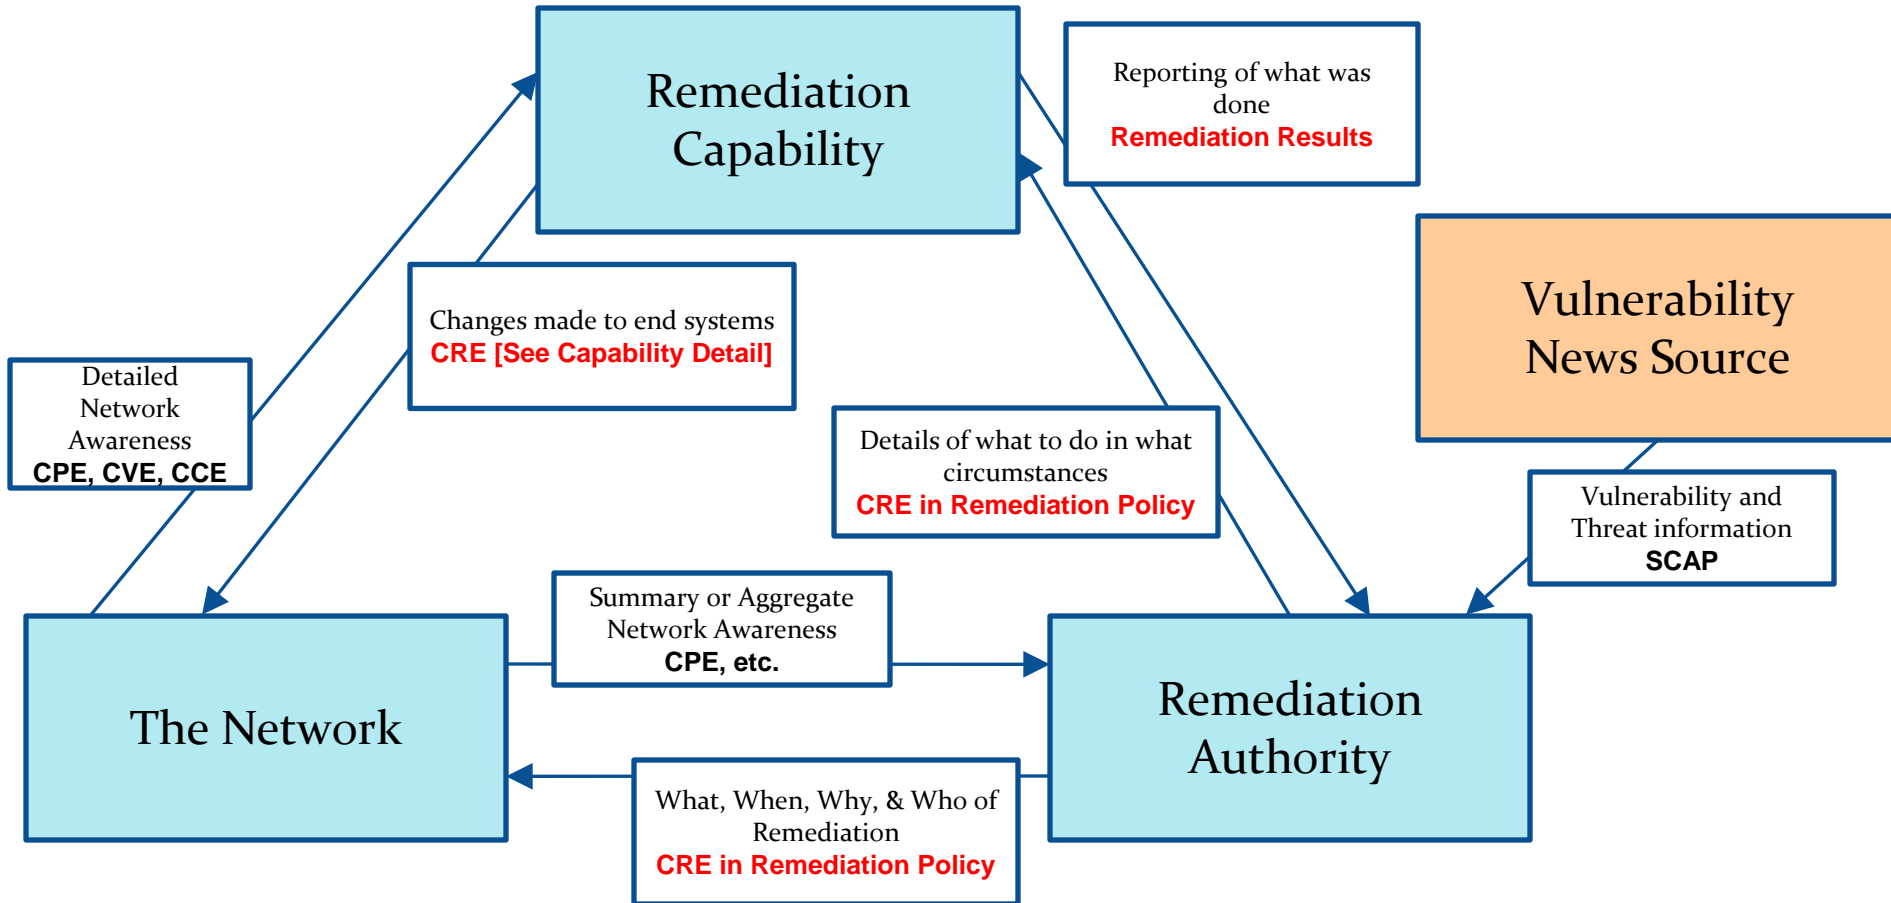 Remediation
Capability
Reporting of what was
done
Remediation Results
Vulnerability
News Source
Changes made to end systems
CRE [See Capability Detail]
Detailed
Network
Awareness
CPE, CVE, CCE
Details of what to do in what
circumstances
CRE in Remediation Policy
Vulnerability and
Threat information
SCAP
Summary or Aggregate
Network Awareness
CPE, etc.
The Network
Remediation
Authority
What, When, Why, & Who of
Remediation
CRE in Remediation Policy